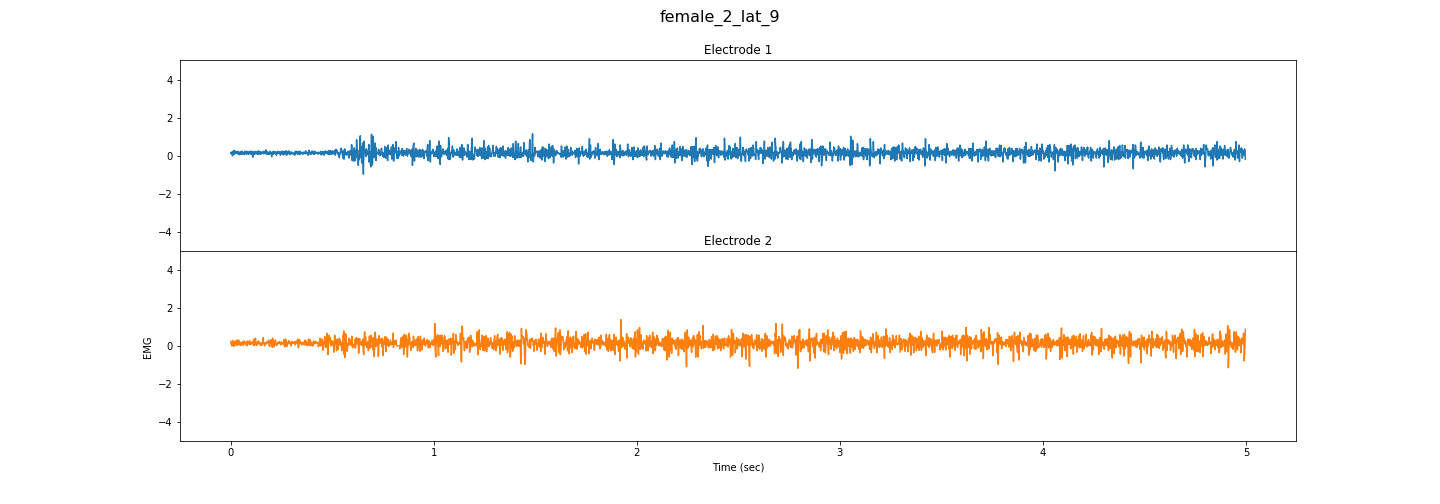 female_2_lat_9
Electrode 1
4
2
0
−2
−4
Electrode 2
4
2
0
−2
−4
EMG
0 1 2 3 4 5
Time (sec)